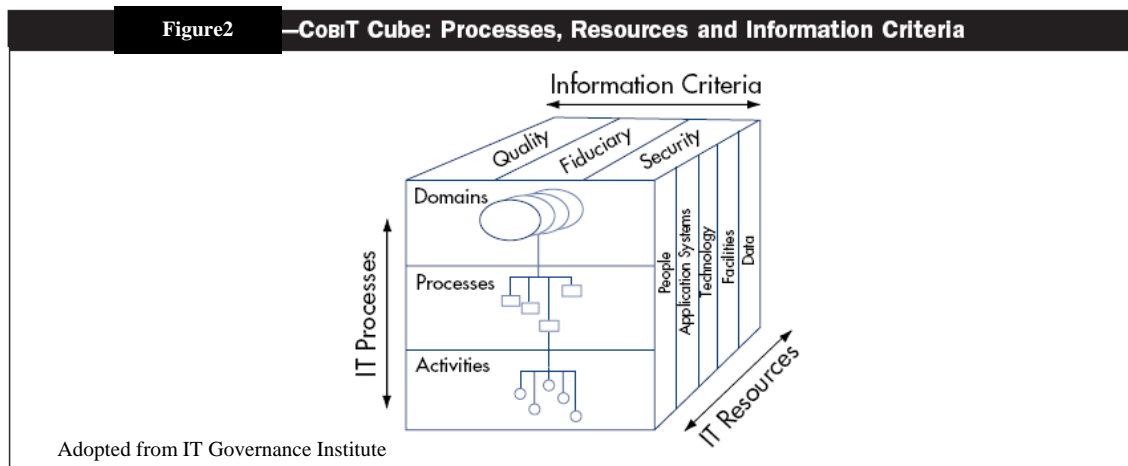 Figure2 —COBIT Cube: Processes, Resources and Information Criteria
Information Criteria
Quality
Fiduciary
Security
Domains
Processes
Activities
IT Processes
People
Application Systems
Technology
Facilities
Data
IT Resources
Adopted from IT Governance Institute